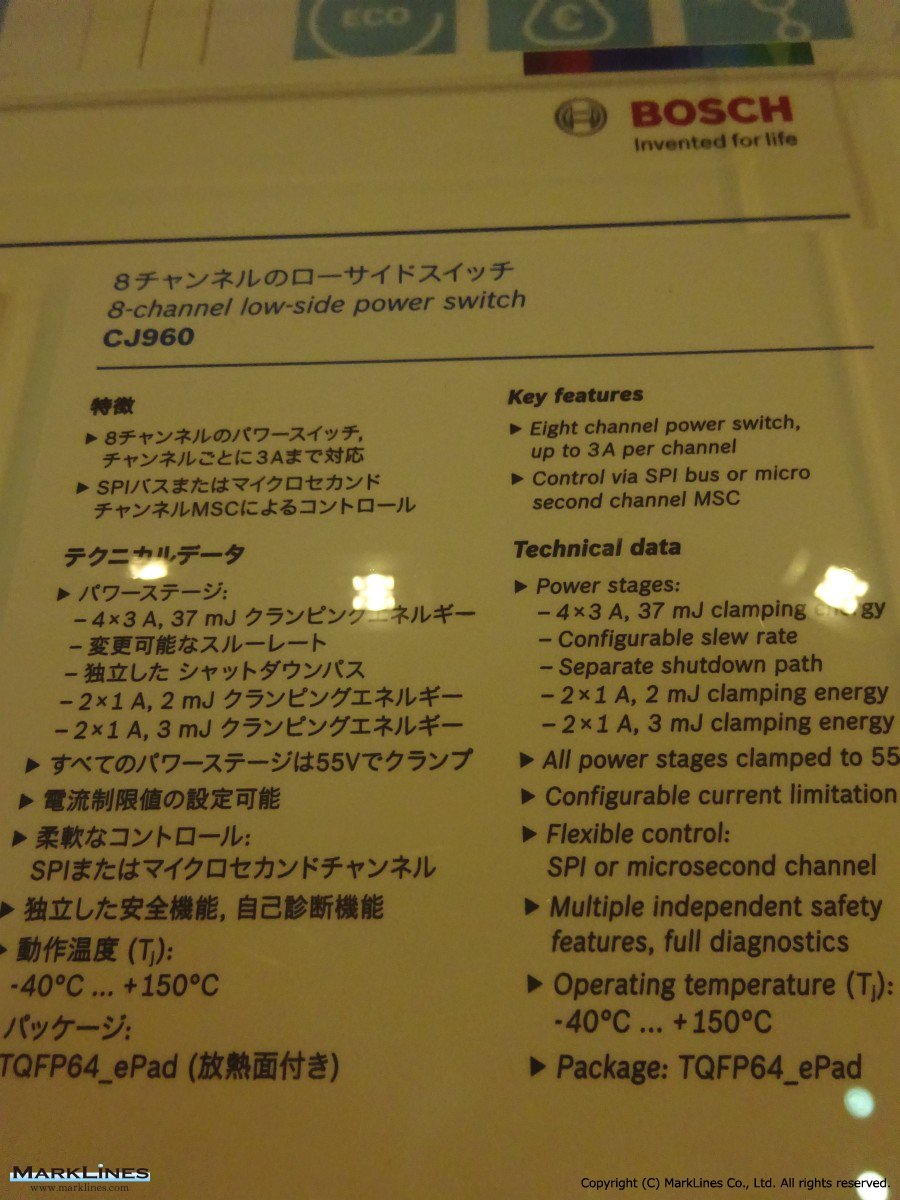 ECO
C
BOSCH
Invented for life
8チャンネルのローサイドスイッチ
8-channel low-side power switch
CJ960
特徴
▶ 8チャンネルのパワースイッチ,
チャンネルごとに3Aまで対応
▶ SPIバスまたはマイクロセカンド
チャンネルMSCによるコントロール
テクニカルデータ
▶ パワーステージ:
– 4×3 A, 37 mJ クランピングエネルギー
– 変更可能なスルーレート
– 独立した シャットダウンパス
– 2×1 A, 2 mJ クランピングエネルギー
– 2×1 A, 3 mJ クランピングエネルギー
▶ すべてのパワーステージは55Vでクランプ
▶ 電流制限値の設定可能
▶ 柔軟なコントロール:
SPIまたはマイクロセカンドチャンネル
▶ 独立した安全機能, 自己診断機能
▶ 動作温度 (Tj):
-40°C ... +150°C
パッケージ:
TQFP64_ePad (放熱面付き)
Key features
▶ Eight channel power switch,
up to 3 A per channel
▶ Control via SPI bus or micro
second channel MSC
Technical data
▶ Power stages:
– 4×3 A, 37 mJ clamping energy
– Configurable slew rate
– Separate shutdown path
– 2×1 A, 2 mJ clamping energy
– 2×1 A, 3 mJ clamping energy
▶ All power stages clamped to 55
▶ Configurable current limitation
▶ Flexible control:
SPI or microsecond channel
▶ Multiple independent safety
features, full diagnostics
▶ Operating temperature (Tj):
-40°C ... +150°C
▶ Package: TQFP64_ePad
MARKLINES
www.marklines.com
Copyright (C) MarkLines Co., Ltd. All rights reserved.